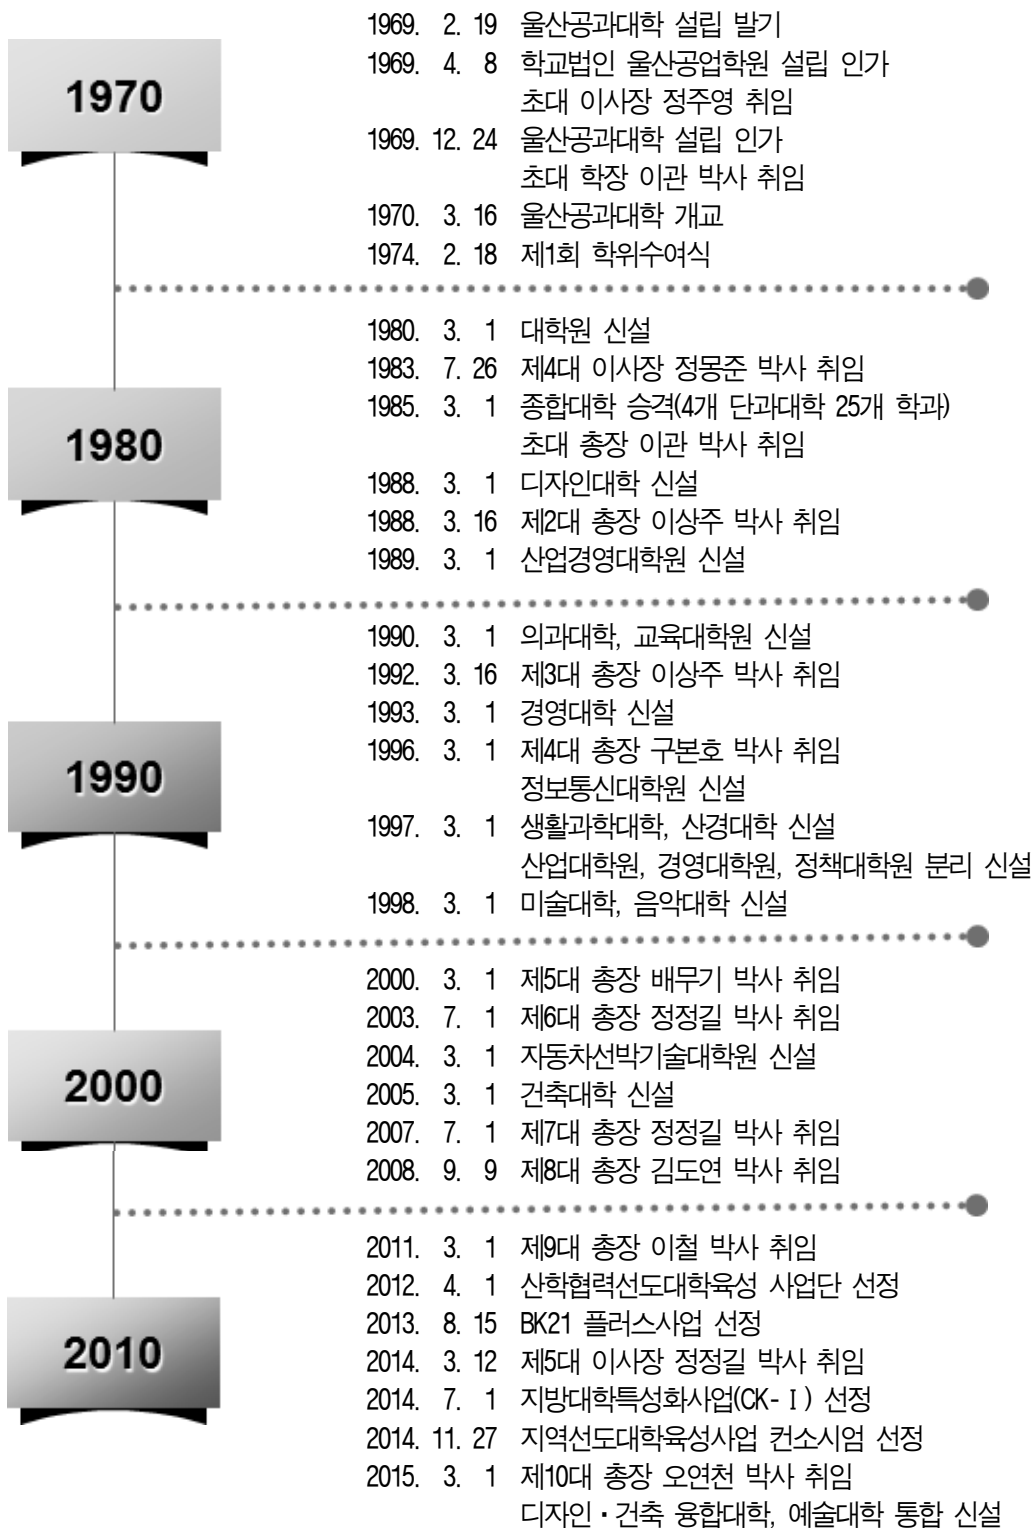 1970
1969. 2. 19 울산공과대학 설립 발기
1969. 4. 8 학교법인 울산공업학원 설립 인가
초대 이사장 정주영 취임
1969. 12. 24 울산공과대학 설립 인가
초대 학장 이관 박사 취임
1970. 3. 16 울산공과대학 개교
1974. 2. 18 제1회 학위수여식
1980
1980. 3. 1 대학원 신설
1983. 7. 26 제4대 이사장 정몽준 박사 취임
1985. 3. 1 종합대학 승격(4개 단과대학 25개 학과)
초대 총장 이관 박사 취임
1988. 3. 1 디자인대학 신설
1988. 3. 16 제2대 총장 이상주 박사 취임
1989. 3. 1 산업경영대학원 신설
1990
1990. 3. 1 의과대학, 교육대학원 신설
1992. 3. 16 제3대 총장 이상주 박사 취임
1993. 3. 1 경영대학 신설
1996. 3. 1 제4대 총장 구본호 박사 취임
정보통신대학원 신설
1997. 3. 1 생활과학대학, 산경대학 신설
산업대학원, 경영대학원, 정책대학원 분리 신설
1998. 3. 1 미술대학, 음악대학 신설
2000
2000. 3. 1 제5대 총장 배무기 박사 취임
2003. 7. 1 제6대 총장 정정길 박사 취임
2004. 3. 1 자동차선박기술대학원 신설
2005. 3. 1 건축대학 신설
2007. 7. 1 제7대 총장 정정길 박사 취임
2008. 9. 9 제8대 총장 김도연 박사 취임
2010
2011. 3. 1 제9대 총장 이철 박사 취임
2012. 4. 1 산학협력선도대학육성 사업단 선정
2013. 8. 15 BK21 플러스사업 선정
2014. 3. 12 제5대 이사장 정정길 박사 취임
2014. 7. 1 지방대학특성화사업(CK-Ⅰ) 선정
2014. 11. 27 지역선도대학육성사업 컨소시엄 선정
2015. 3. 1 제10대 총장 오연천 박사 취임
디자인・건축 융합대학, 예술대학 통합 신설